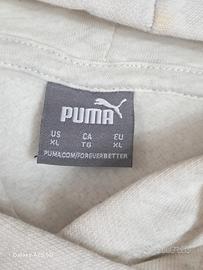 PUMA
US CA EU
XL TG XL
PUMA.COM/FOREVERBETTER